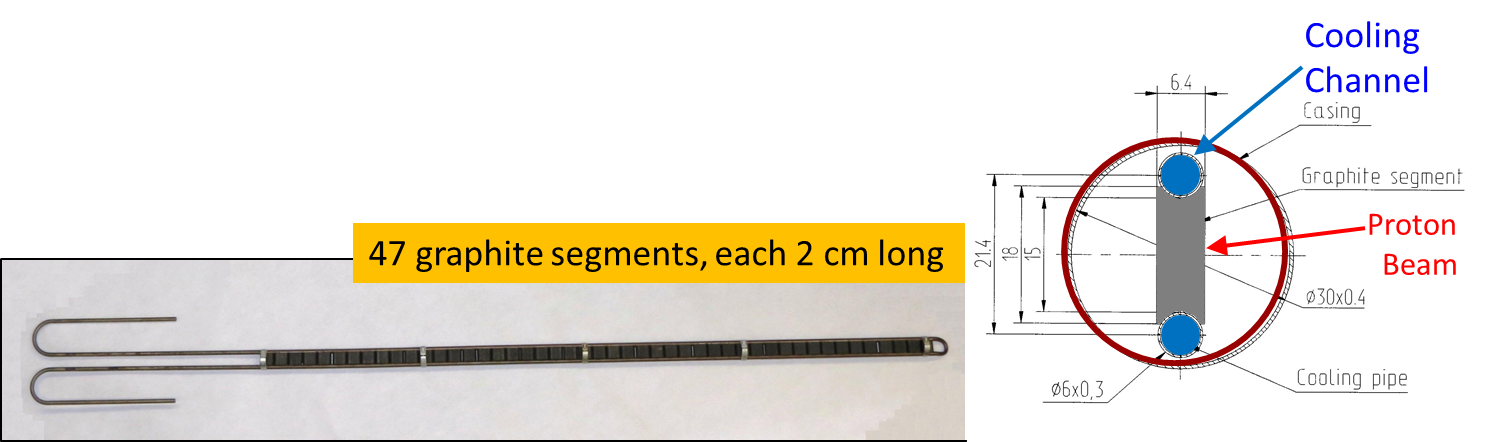 47 graphite segments, each 2 cm long
Cooling
Channel
6.4
Casing
Graphite segment
Proton
Beam
21.4
18
15
ø30x0.4
Cooling pipe
ø6x0,3